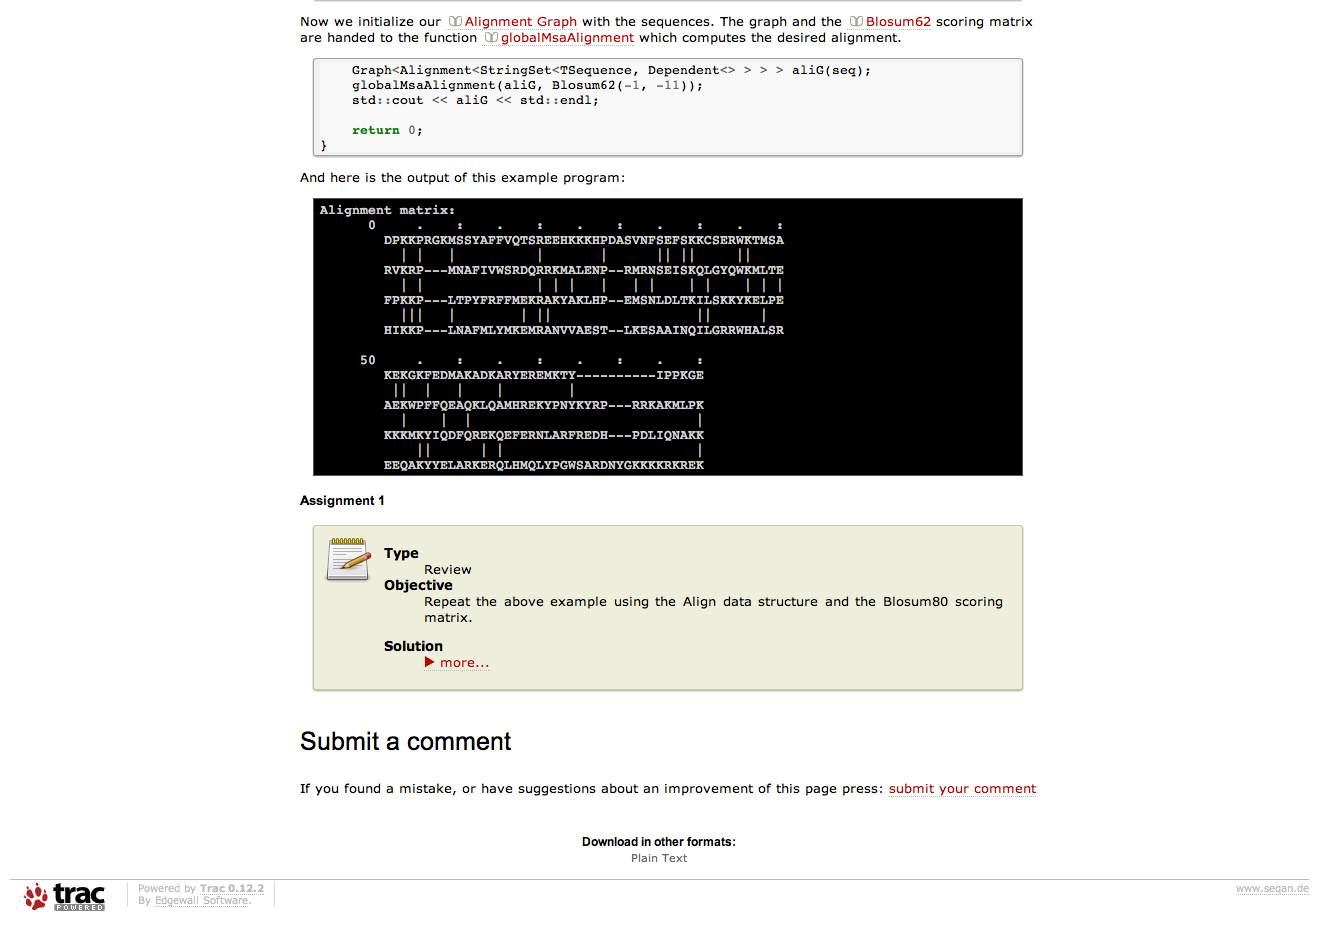 Now we initialize our Alignment Graph with the sequences. The graph and the Blosum62 scoring matrix
are handed to the function globalMsaAlignment which computes the desired alignment.
Graph<Alignment<StringSet<TSequence, Dependent<> > > > aliG(seq);
globalMsaAlignment(aliG, Blosum62(-1, -11));
std::cout << aliG << std::endl;
return 0;
}
And here is the output of this example program:
Alignment matrix:
0     .    :    .    :    .    :    .    :    .    :
DPKKPRGKMSSYAFFVQTSREEHKKKHPDASVNFSEFSKKCSERWKTMSA
  | |   |          |       |      || ||     ||
RVKRP---MNAFIVWSRDQRRKMALENP--RMRNSEISKQLGYQWKMLTE
  | |              | | |   |   | |    | |    | | |
FPKKP---LTPYFRFFMEKRAKYAKLHP--EMSNLDLTKILSKKYKELPE
  |||   |        | ||                  ||      |
HIKKP---LNAFMLYMKEMRANVVAEST--LKESAAINQILGRRWHALSR
50     .    :    .    :    .    :    .    :
KEKGKFEDMAKADKARYEREMKTY----------IPPKGE
 ||  |   |    |        |
AEKWPFFQEAQKLQAMHREKYPNYKYRP---RRKAKMLPK
  |    |  |                            |
KKKMKYIQDFQREKQEFERNLARFREDH---PDLIQNAKK
    ||      | |                        |
EEQAKYYELARKERQLHMQLYPGWSARDNYGKKKKRKREK
Assignment 1
Type
Review
Objective
Repeat the above example using the Align data structure and the Blosum80 scoring
matrix.
Solution
more...
Submit a comment
If you found a mistake, or have suggestions about an improvement of this page press: submit your comment
Download in other formats:
Plain Text
trac
POWERED
Powered by Trac 0.12.2
By Edgewall Software.
www.seqan.de